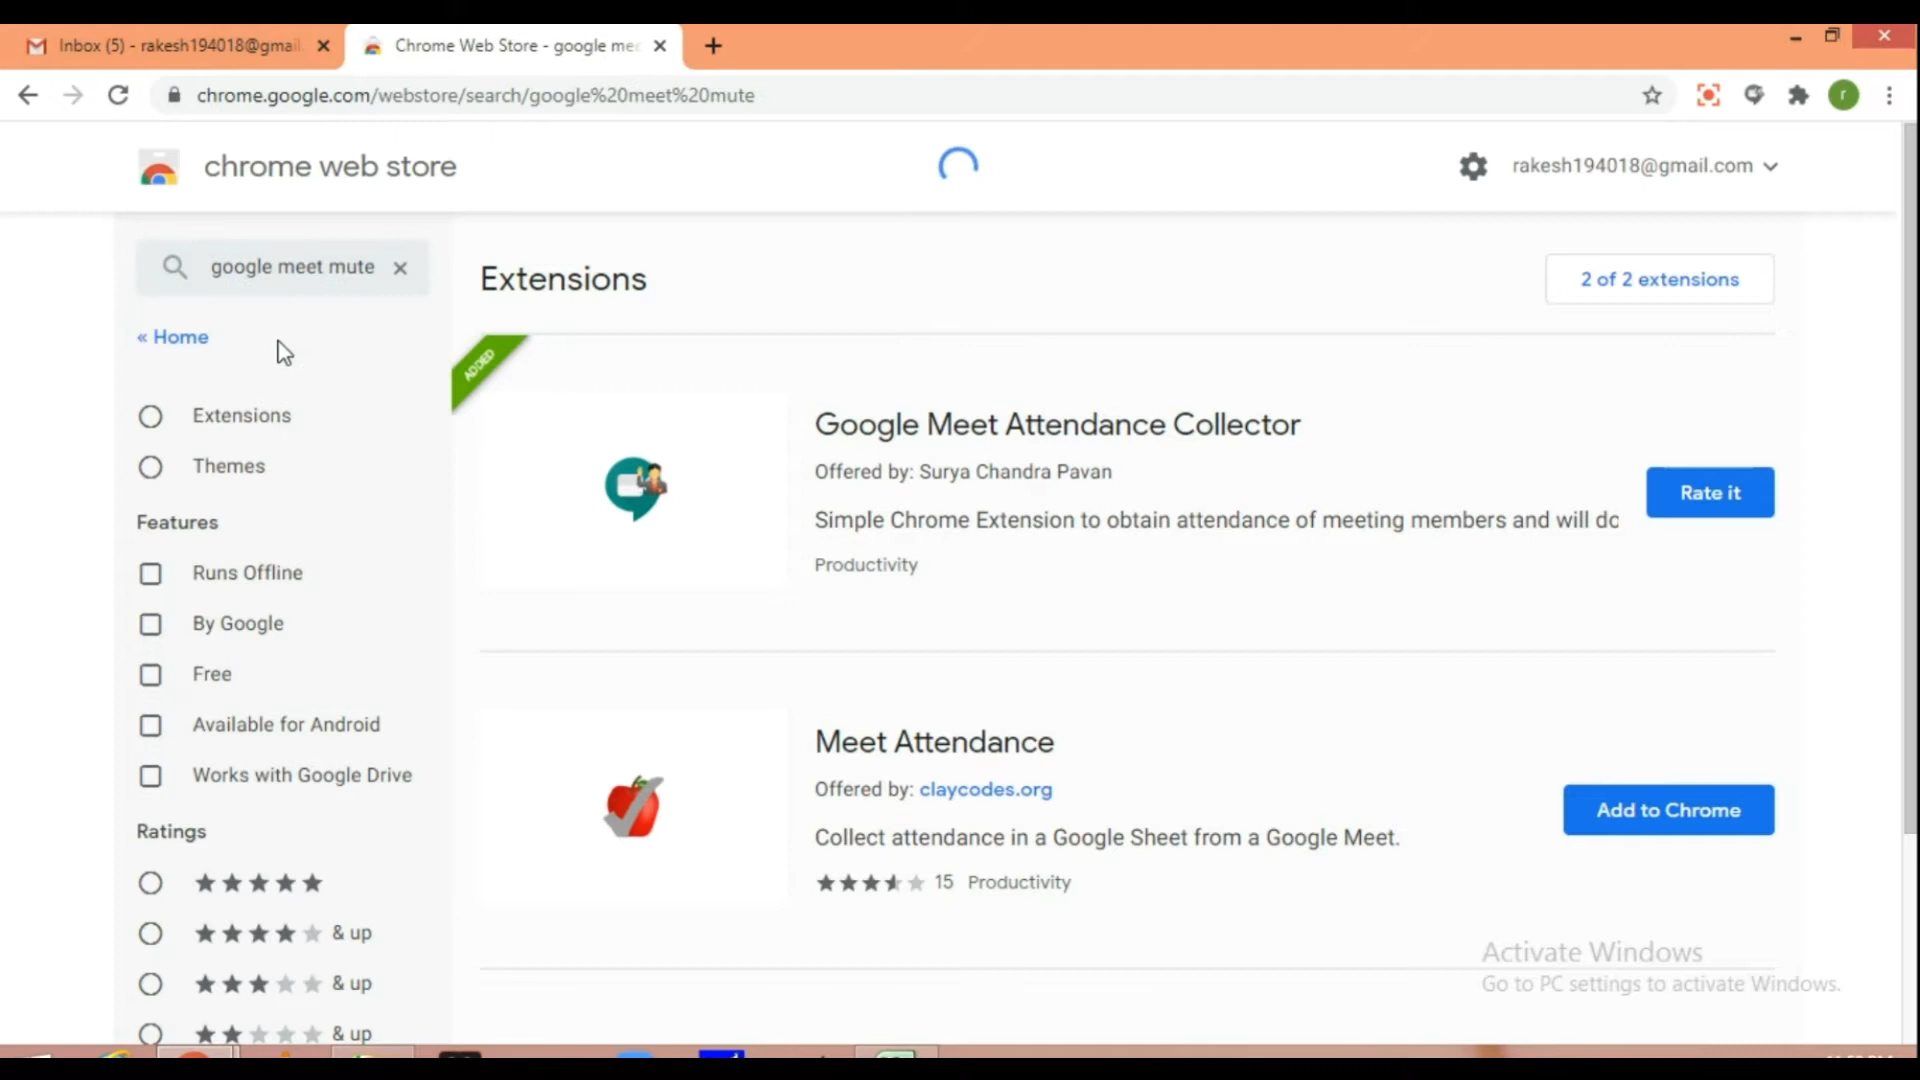 Inbox (5) - rakesh194018@gmail.
Chrome Web Store - google mee
chrome.google.com/webstore/search/google%20meet%20mute
r
chrome web store
rakesh194018@gmail.com
google meet mute
« Home
Extensions
Themes
Features
Runs Offline
By Google
Free
Available for Android
Works with Google Drive
Ratings
& up
& up
& up
Extensions
2 of 2 extensions
ADDED
Google Meet Attendance Collector
Offered by: Surya Chandra Pavan
Simple Chrome Extension to obtain attendance of meeting members and will do
Productivity
Rate it
Meet Attendance
Offered by: claycodes.org
Collect attendance in a Google Sheet from a Google Meet.
15 Productivity
Add to Chrome
Activate Windows
Go to PC settings to activate Windows.